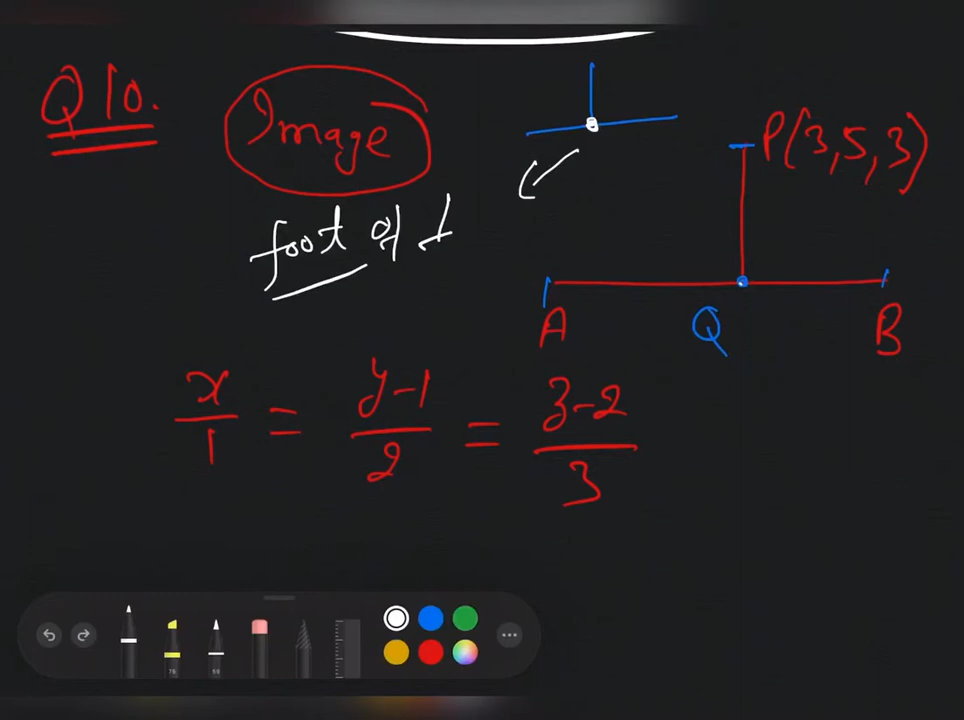 Q10.
Image
foot of ⊥
P(3,5,3)
A Q B
x/1 = y-1/2 = z-2/3